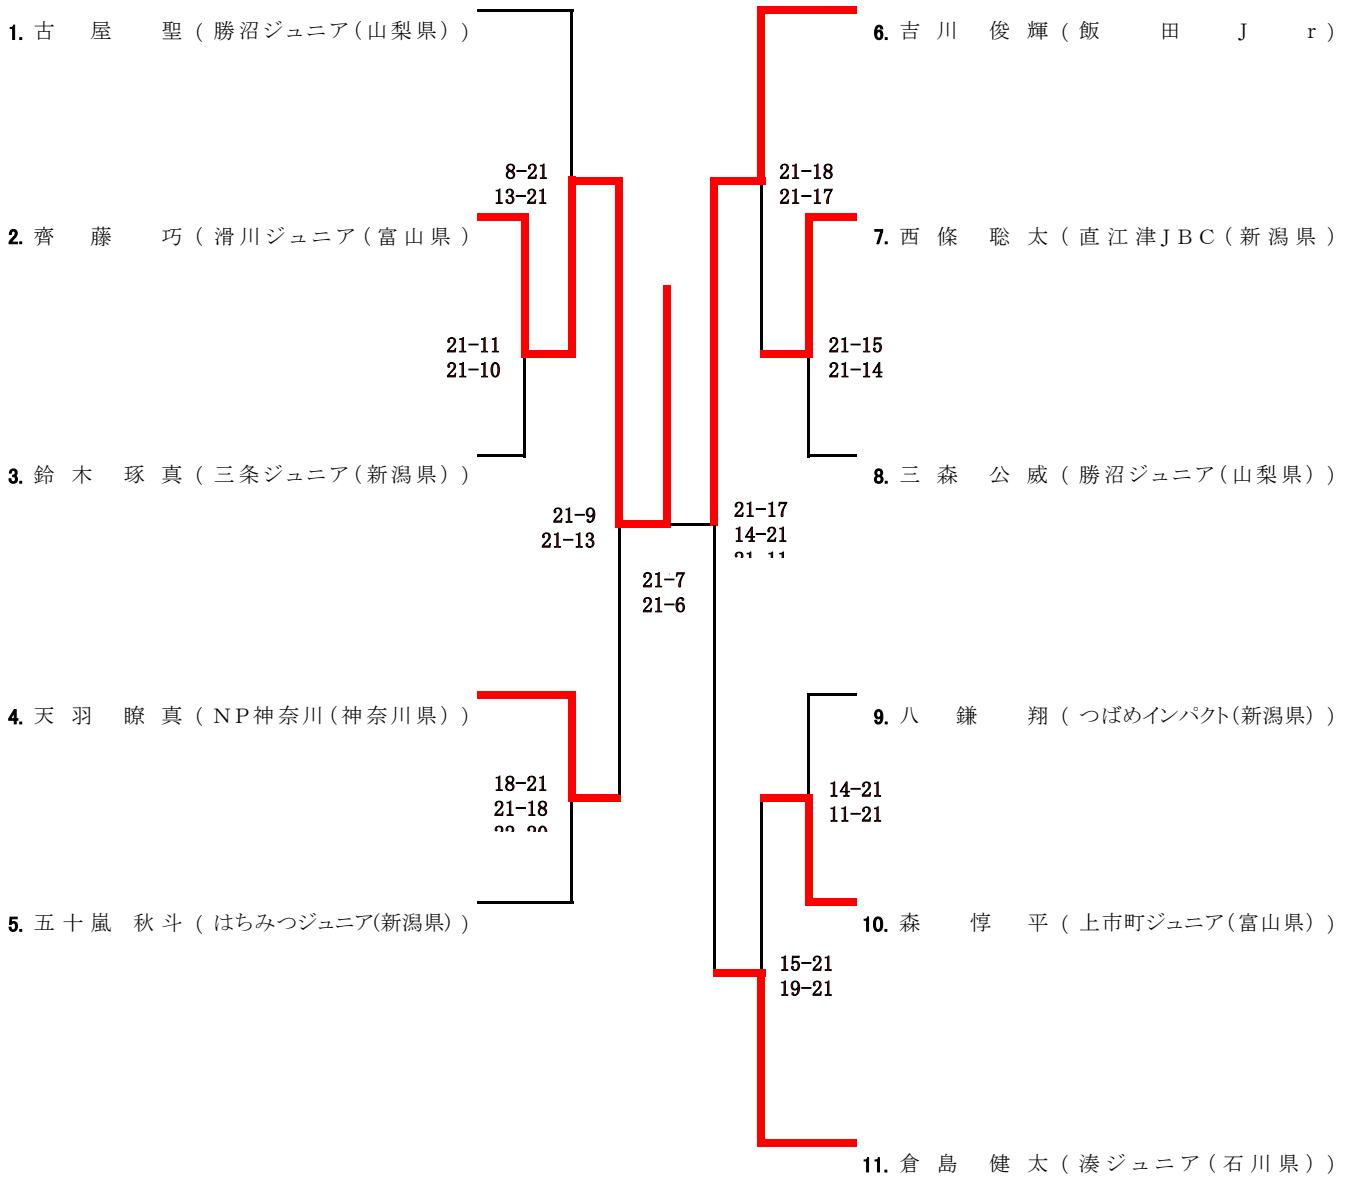 1. 古屋 聖 ( 勝沼ジュニア(山梨県) )
8-21
13-21
2. 齊藤 巧 ( 滑川ジュニア(富山県 )
21-11
21-10
3. 鈴木 琢真 ( 三条ジュニア(新潟県) )
21-9
21-13
4. 天羽 瞭真 ( NP神奈川(神奈川県) )
18-21
21-18
5. 五十嵐 秋斗 ( はちみつジュニア(新潟県) )
21-7
21-6
6. 吉川 俊輝 ( 飯田Jr )
21-18
21-17
7. 西條 聡太 ( 直江津JBC(新潟県 )
21-15
21-14
8. 三森 公威 ( 勝沼ジュニア(山梨県) )
21-17
14-21
21-11
9. 八鎌 翔 ( つばめインパクト(新潟県) )
14-21
11-21
10. 森 惇平 ( 上市町ジュニア(富山県) )
15-21
19-21
11. 倉島 健太 ( 湊ジュニア(石川県) )